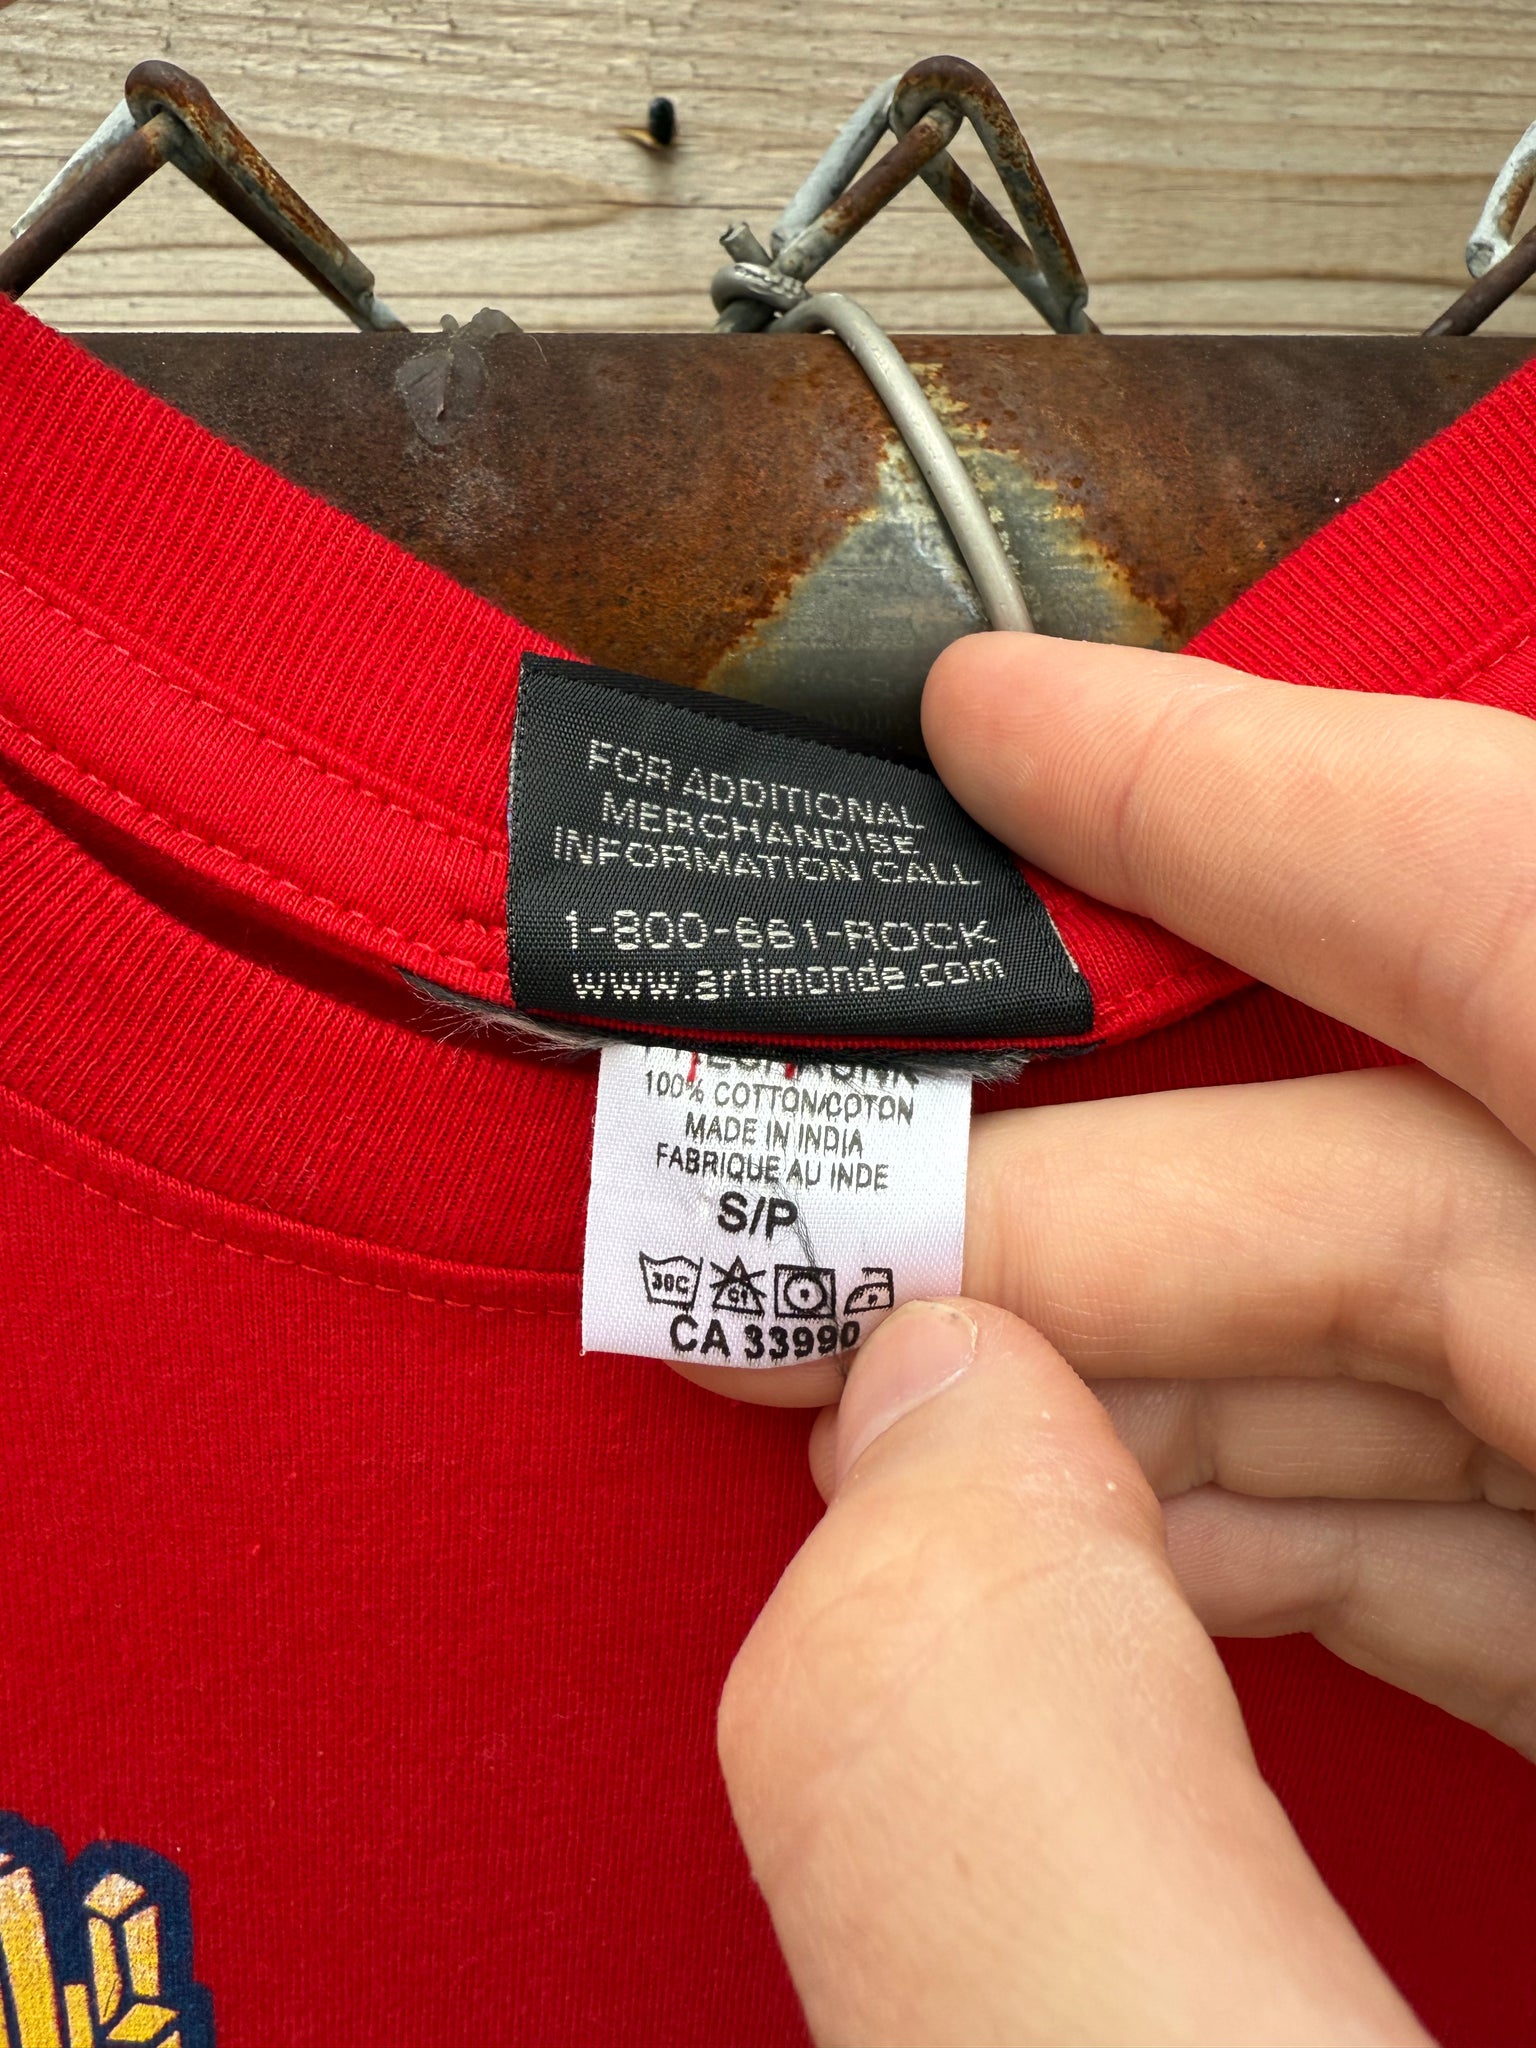 FOR ADDITIONAL
MERCHANDISE
INFORMATION CALL
1-800-661-ROCK
www.artimonde.com
100% COTTON/COTON
MADE IN INDIA
FABRIQUE AU INDE
S/P
30C
CA 33990